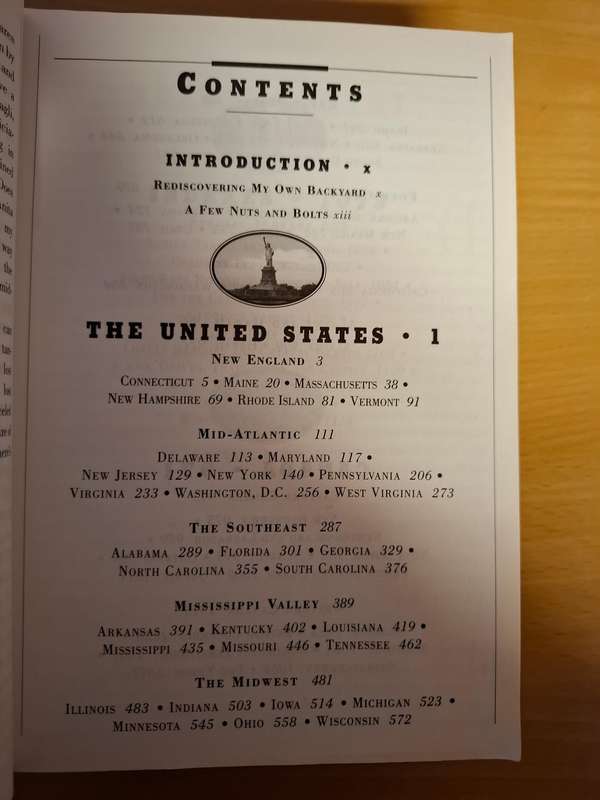 CONTENTS
INTRODUCTION • x
REDISCOVERING MY OWN BACKYARD x
A FEW NUTS AND BOLTS xiii
THE UNITED STATES • 1
NEW ENGLAND 3
CONNECTICUT 5 • MAINE 20 • MASSACHUSETTS 38 •
NEW HAMPSHIRE 69 • RHODE ISLAND 81 • VERMONT 91
MID-ATLANTIC 111
DELAWARE 113 • MARYLAND 117 •
NEW JERSEY 129 • NEW YORK 140 • PENNSYLVANIA 206 •
VIRGINIA 233 • WASHINGTON, D.C. 256 • WEST VIRGINIA 273
THE SOUTHEAST 287
ALABAMA 289 • FLORIDA 301 • GEORGIA 329 •
NORTH CAROLINA 355 • SOUTH CAROLINA 376
MISSISSIPPI VALLEY 389
ARKANSAS 391 • KENTUCKY 402 • LOUISIANA 419 •
MISSISSIPPI 435 • MISSOURI 446 • TENNESSEE 462
THE MIDWEST 481
ILLINOIS 483 • INDIANA 503 • IOWA 514 • MICHIGAN 523 •
MINNESOTA 545 • OHIO 558 • WISCONSIN 572